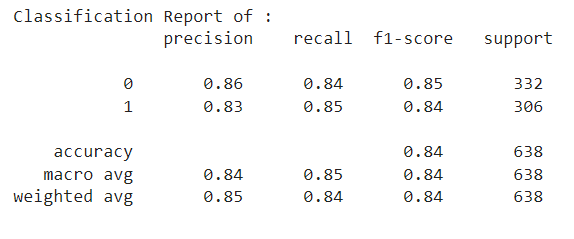 Classification Report of :
precision recall f1-score support
0 0.86 0.84 0.85 332
1 0.83 0.85 0.84 306
accuracy 0.84 638
macro avg 0.84 0.85 0.84 638
weighted avg 0.85 0.84 0.84 638